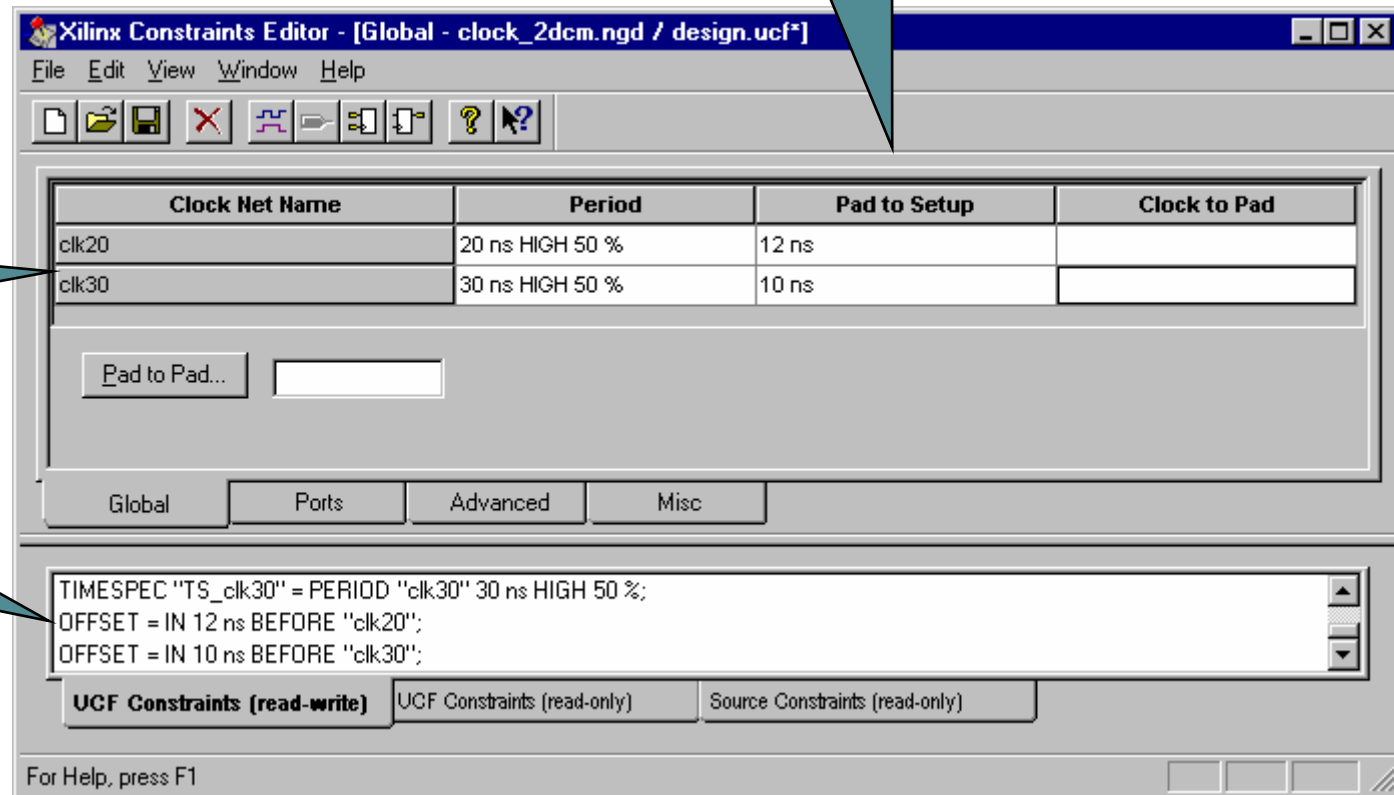 Xilinx Constraints Editor - [Global - clock_2dcm.ngd / design.ucf*]
File Edit View Window Help
Clock Net Name Period Pad to Setup Clock to Pad
clk20 20 ns HIGH 50 % 12 ns
clk30 30 ns HIGH 50 % 10 ns
Pad to Pad...
Global Ports Advanced Misc
TIMESPEC "TS_clk30" = PERIOD "clk30" 30 ns HIGH 50 %;
OFFSET = IN 12 ns BEFORE "clk20";
OFFSET = IN 10 ns BEFORE "clk30";
UCF Constraints (read-write) UCF Constraints (read-only) Source Constraints (read-only)
For Help, press F1